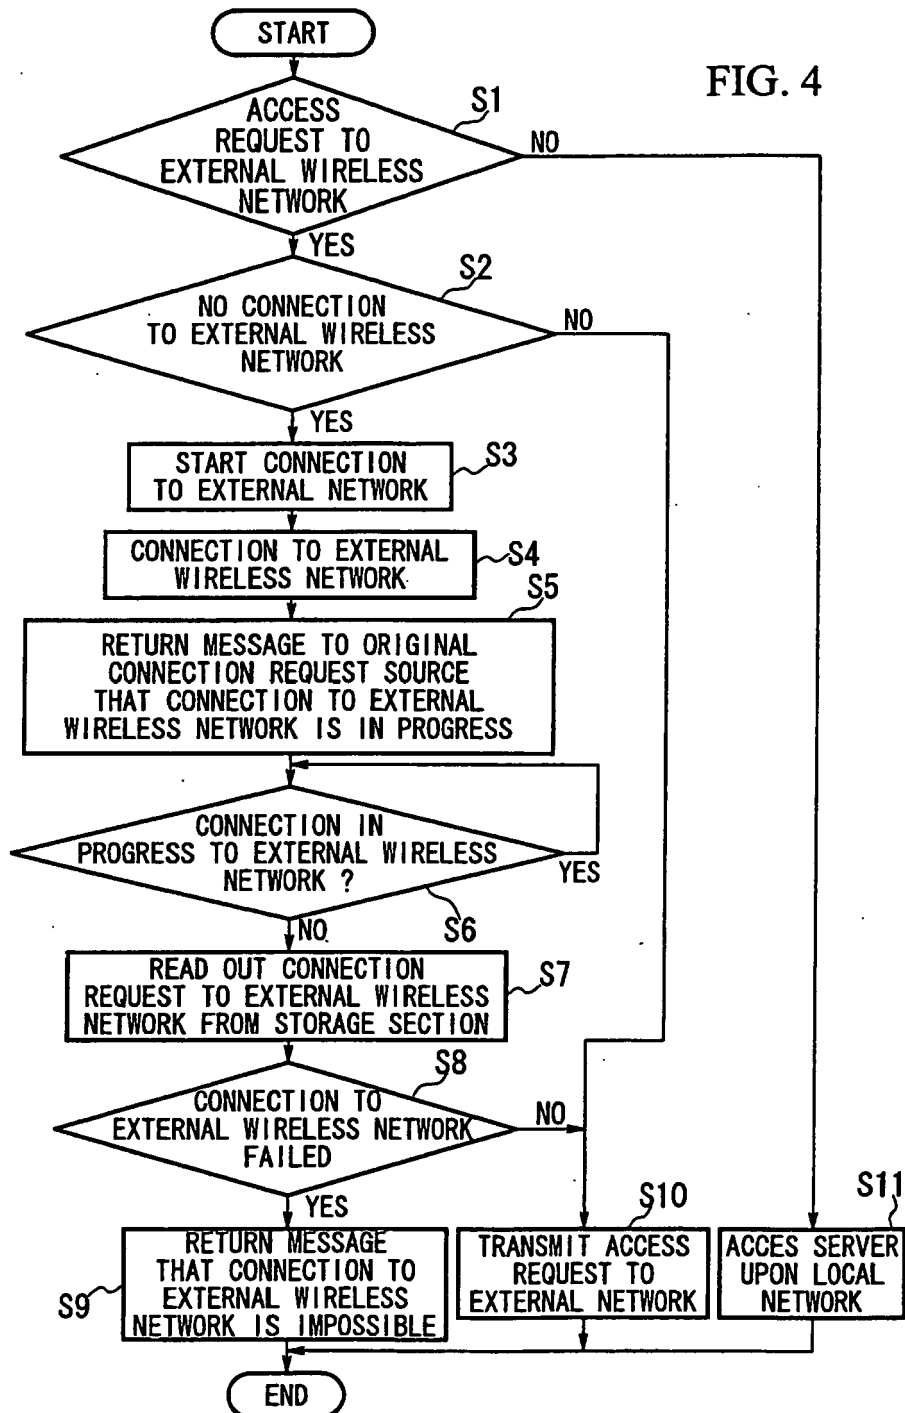 START
FIG. 4
S1
ACCESS
REQUEST TO
EXTERNAL WIRELESS
NETWORK
NO
YES
S2
NO CONNECTION
TO EXTERNAL WIRELESS
NETWORK
NO
YES
S3
START CONNECTION
TO EXTERNAL NETWORK
S4
CONNECTION TO EXTERNAL
WIRELESS NETWORK
S5
RETURN MESSAGE TO ORIGINAL
CONNECTION REQUEST SOURCE
THAT CONNECTION TO EXTERNAL
WIRELESS NETWORK IS IN PROGRESS
CONNECTION IN
PROGRESS TO EXTERNAL WIRELESS
NETWORK ?
YES
S6
NO
READ OUT CONNECTION
REQUEST TO EXTERNAL WIRELESS
NETWORK FROM STORAGE SECTION
S7
S8
CONNECTION TO
EXTERNAL WIRELESS NETWORK
FAILED
NO
YES
S9
RETURN MESSAGE
THAT CONNECTION TO
EXTERNAL WIRELESS
NETWORK IS IMPOSSIBLE
S10
TRANSMIT ACCESS
REQUEST TO
EXTERNAL NETWORK
S11
ACCES SERVER
UPON LOCAL
NETWORK
END